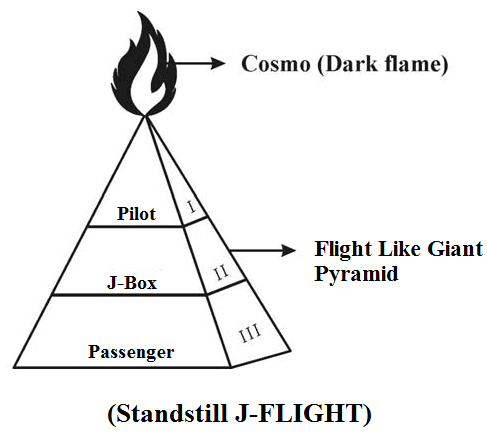 Cosmo (Dark flame)
Pilot
I
Flight Like Giant
Pyramid
II
J-Box
III
Passenger
(Standstill J-FLIGHT)